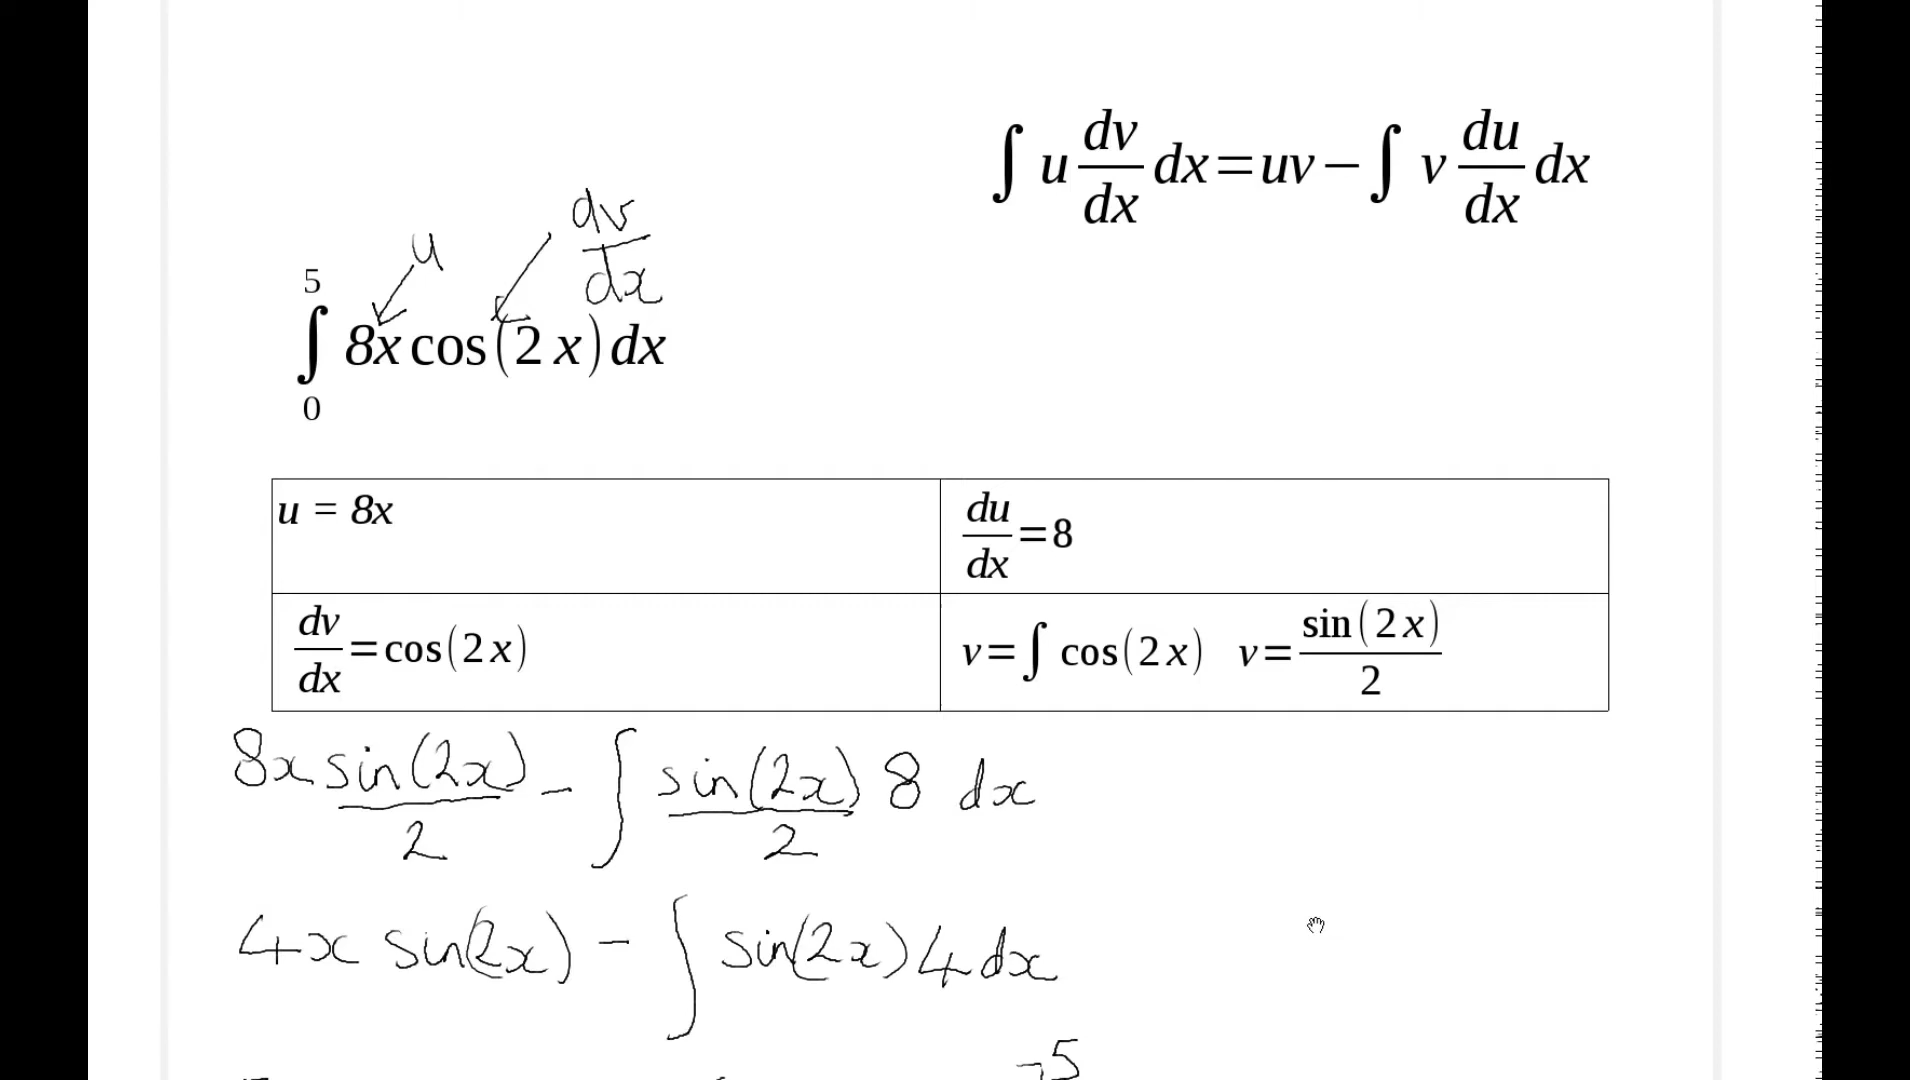 ∫ u dv/dx dx = uv − ∫ v du/dx dx
u dv/dx
5
∫ 8x cos(2x) dx
0
u = 8x
du/dx = 8
dv/dx = cos(2x)
v = ∫ cos(2x) v = sin(2x)/2
8x sin(2x)/2 − ∫ sin(2x)/2 8 dx
4x sin(2x) − ∫ sin(2x) 4 dx
5